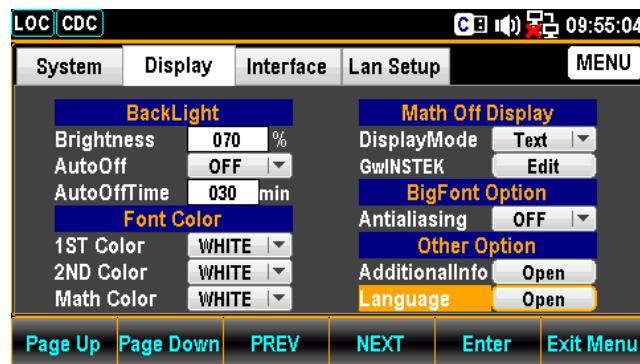 LOC CDC C 09:55:04
System Display Interface Lan Setup MENU
BackLight
Brightness 070 %
AutoOff OFF
AutoOffTime 030 min
Font Color
1ST Color WHITE
2ND Color WHITE
Math Color WHITE
Math Off Display
DisplayMode Text
GwINSTEK Edit
BigFont Option
Antialiasing OFF
Other Option
AdditionalInfo Open
Language Open
Page Up Page Down PREV NEXT Enter Exit Menu